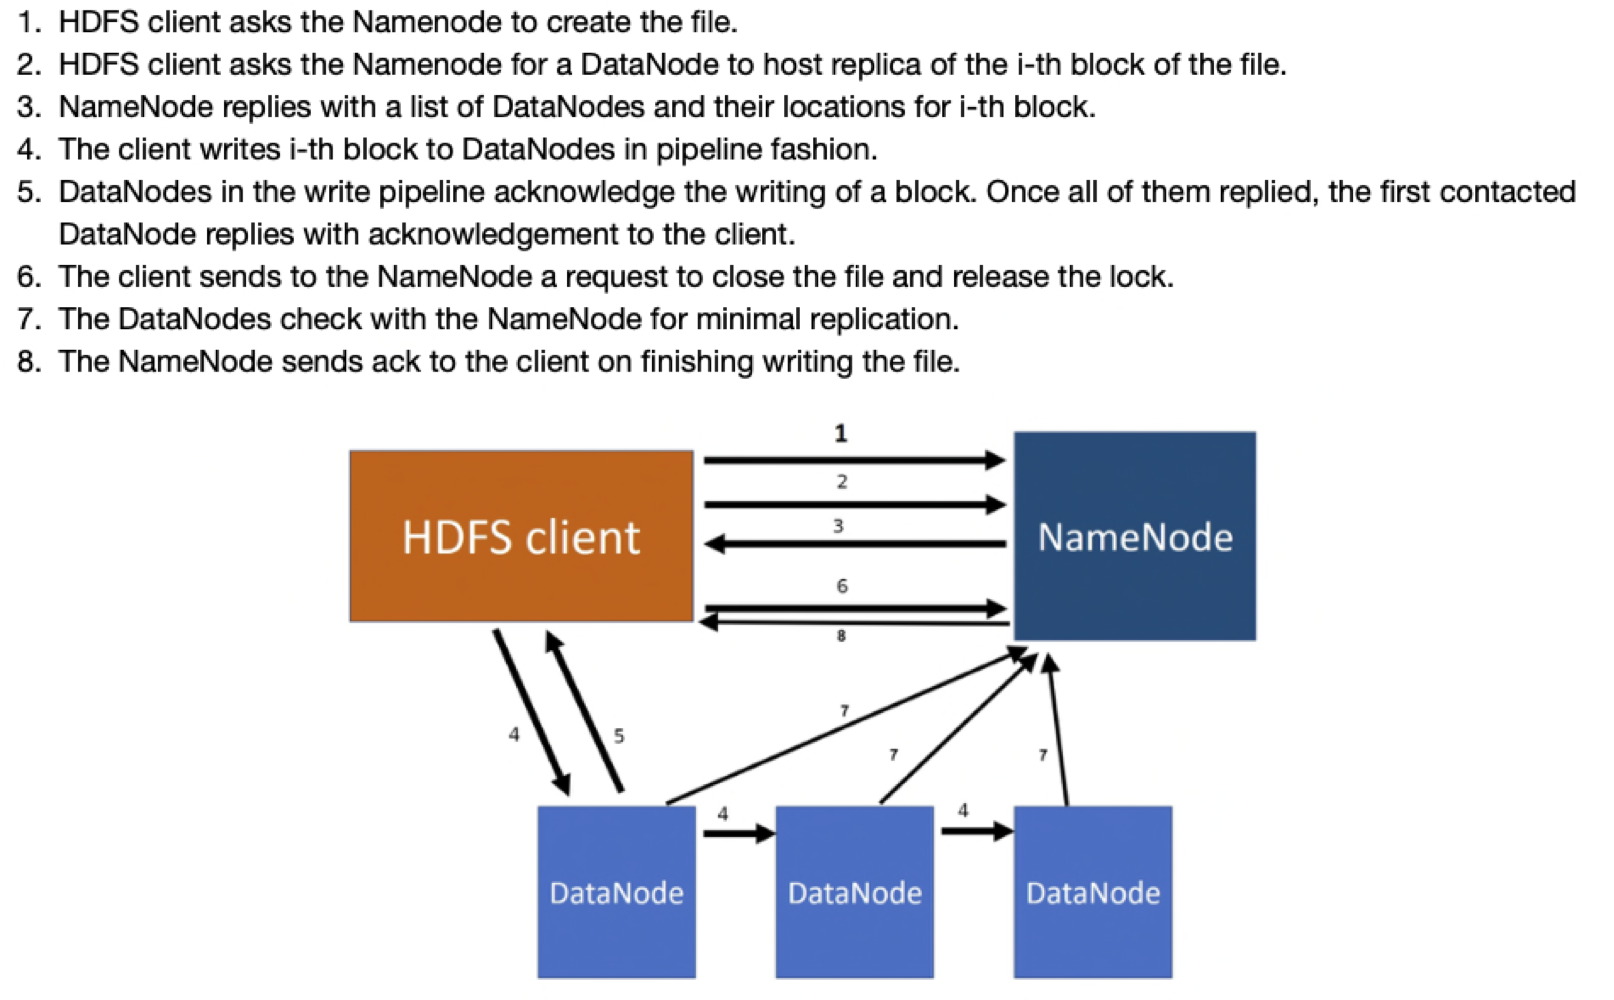 1. HDFS client asks the Namenode to create the file.
2. HDFS client asks the Namenode for a DataNode to host replica of the i-th block of the file.
3. NameNode replies with a list of DataNodes and their locations for i-th block.
4. The client writes i-th block to DataNodes in pipeline fashion.
5. DataNodes in the write pipeline acknowledge the writing of a block. Once all of them replied, the first contacted
DataNode replies with acknowledgement to the client.
6. The client sends to the NameNode a request to close the file and release the lock.
7. The DataNodes check with the NameNode for minimal replication.
8. The NameNode sends ack to the client on finishing writing the file.
1
2
3
HDFS client
NameNode
6
8
7
4
5
7
7
4
4
DataNode
DataNode
DataNode